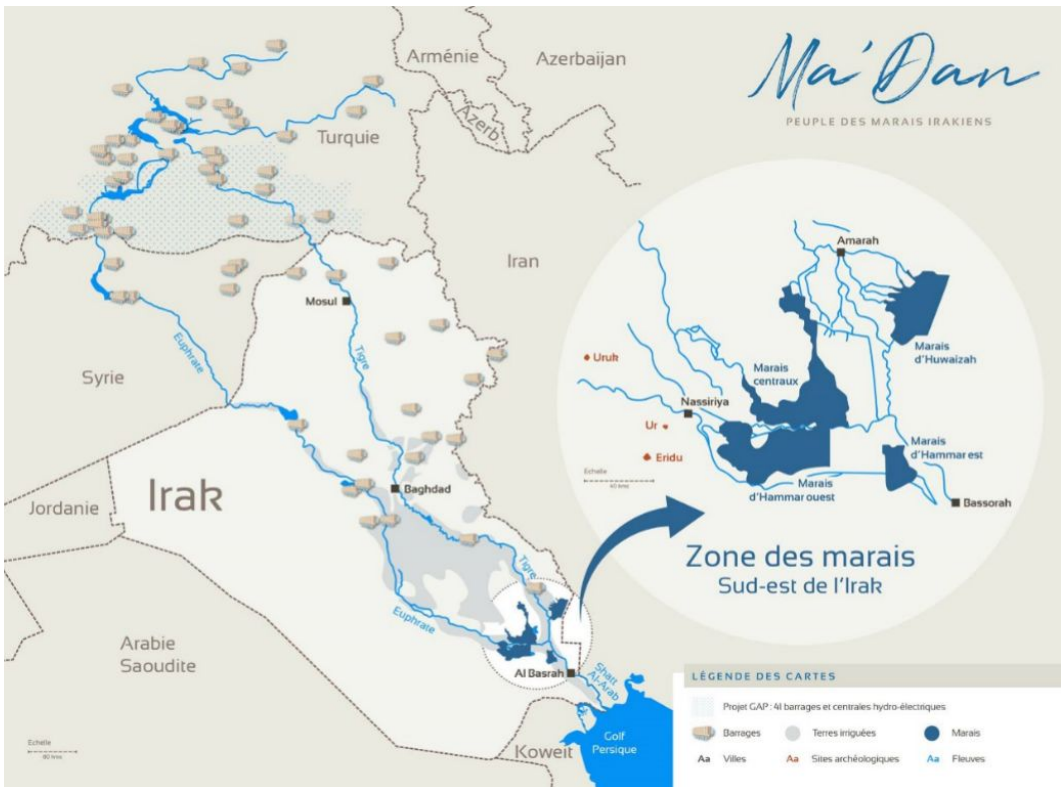 Ma'Dan
PEUPLE DES MARAIS IRAKIENS
Arménie
Azerbaijan
Azerb.
Turquie
Iran
Mosul
Tigre
Euphrate
Syrie
Irak
Baghdad
Jordanie
Tigre
Euphrate
Arabie
Saoudite
Al Basrah
Shatt
Al-Arab
Golf
Persique
Koweit
Echelle
80 kms
Amarah
Marais
d'Huwaizah
Uruk
Marais
centraux
Nassiriya
Ur
Eridu
Marais
d'Hammar est
Echelle
40 kms
Marais
d'Hammar ouest
Bassorah
Zone des marais
Sud-est de l'Irak
LÉGENDE DES CARTES
Projet GAP : 41 barrages et centrales hydro-électriques
Barrages
Terres irriguées
Marais
Aa Villes
Aa Sites archéologiques
Aa Fleuves